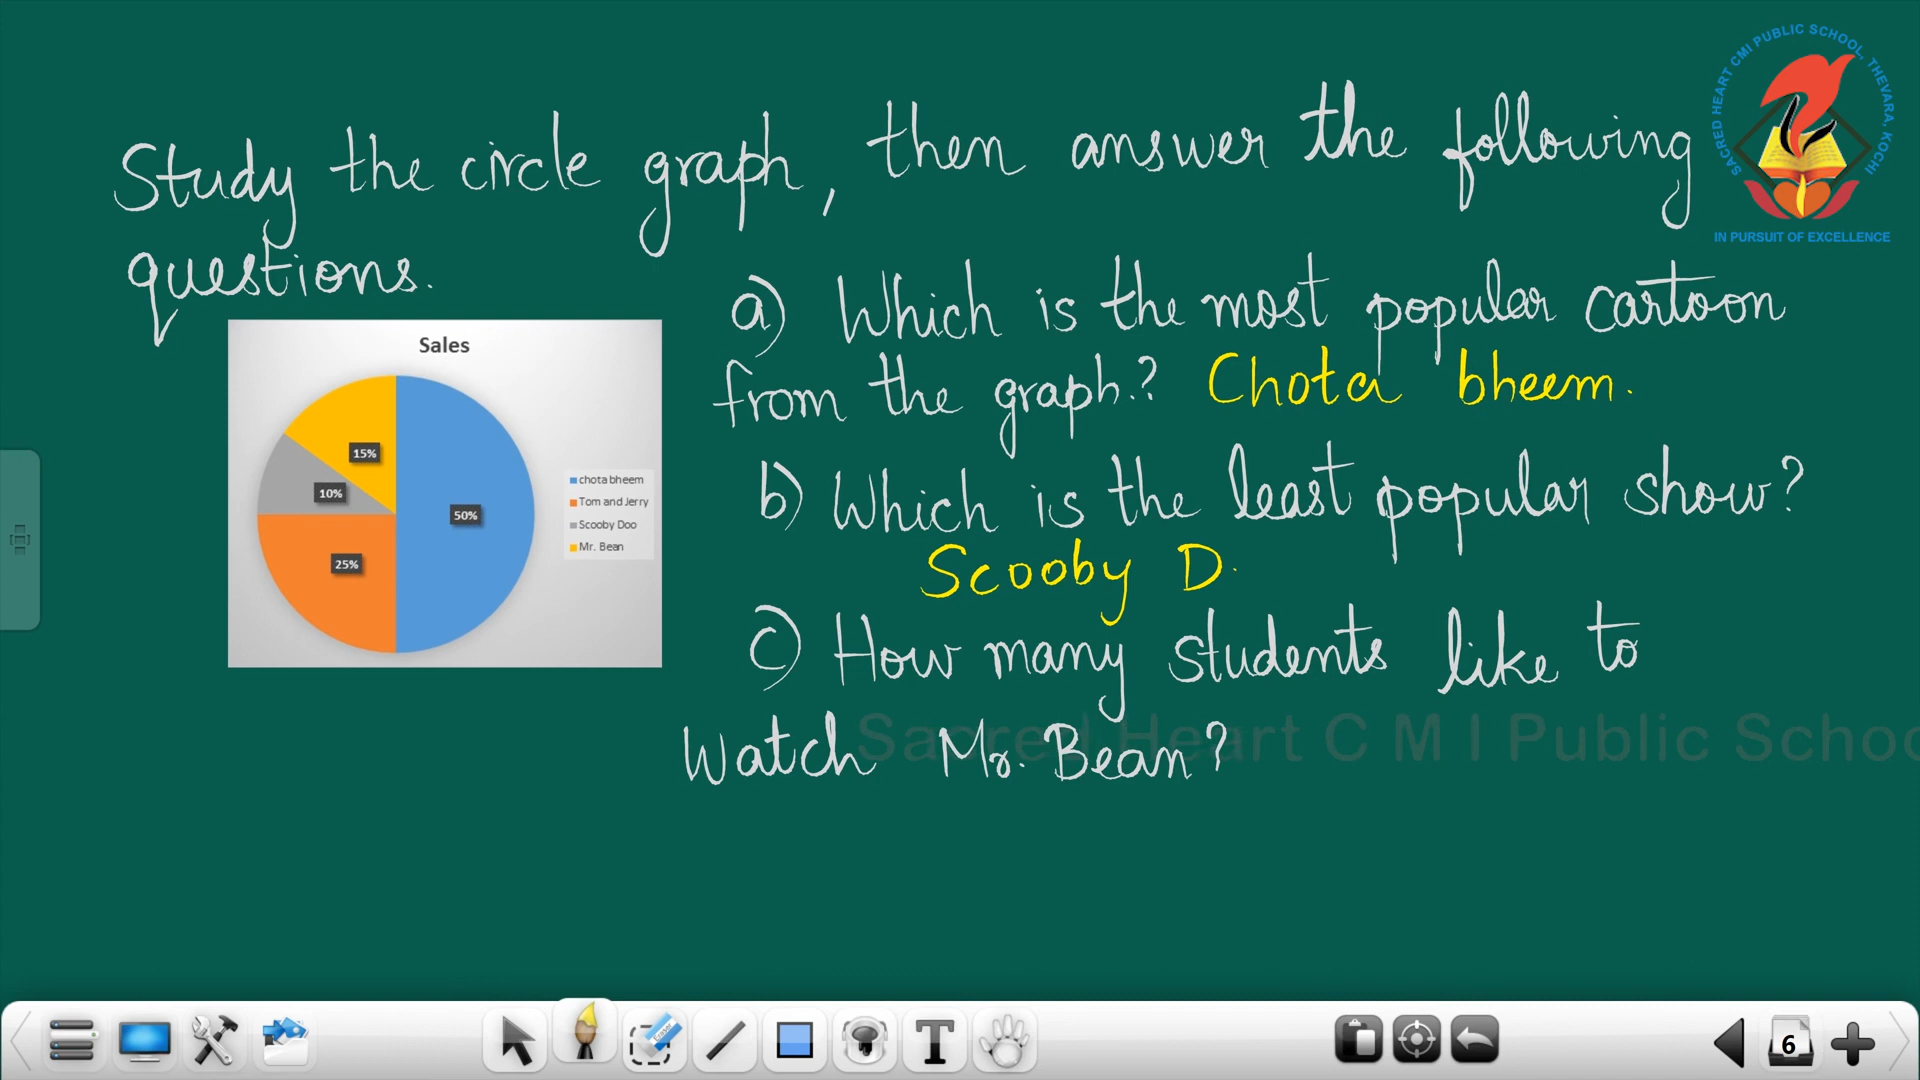 SACRED HEART CMI PUBLIC SCHOOL, THEVARA, KOCHI
IN PURSUIT OF EXCELLENCE
Study the circle graph, then answer the following
questions.
Sales
15%
10%
50%
25%
chota bheem
Tom and Jerry
Scooby Doo
Mr. Bean
a) Which is the most popular cartoon
from the graph.? Chota bheem.
b) Which is the least popular show?
Scooby D.
c) How many students like to
Watch Mr. Bean?
Sacred Heart C M I Public Schoo
Eraser
T
6